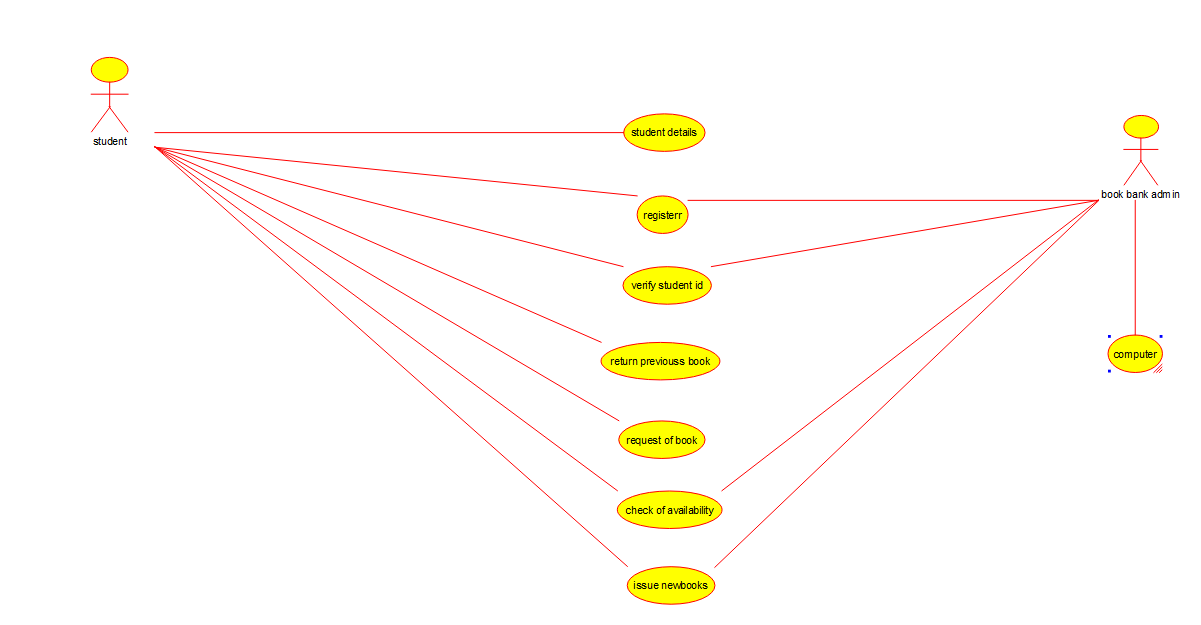 student
student details
book bank admin
registerr
verify student id
computer
return previouss book
request of book
check of availability
issue newbooks